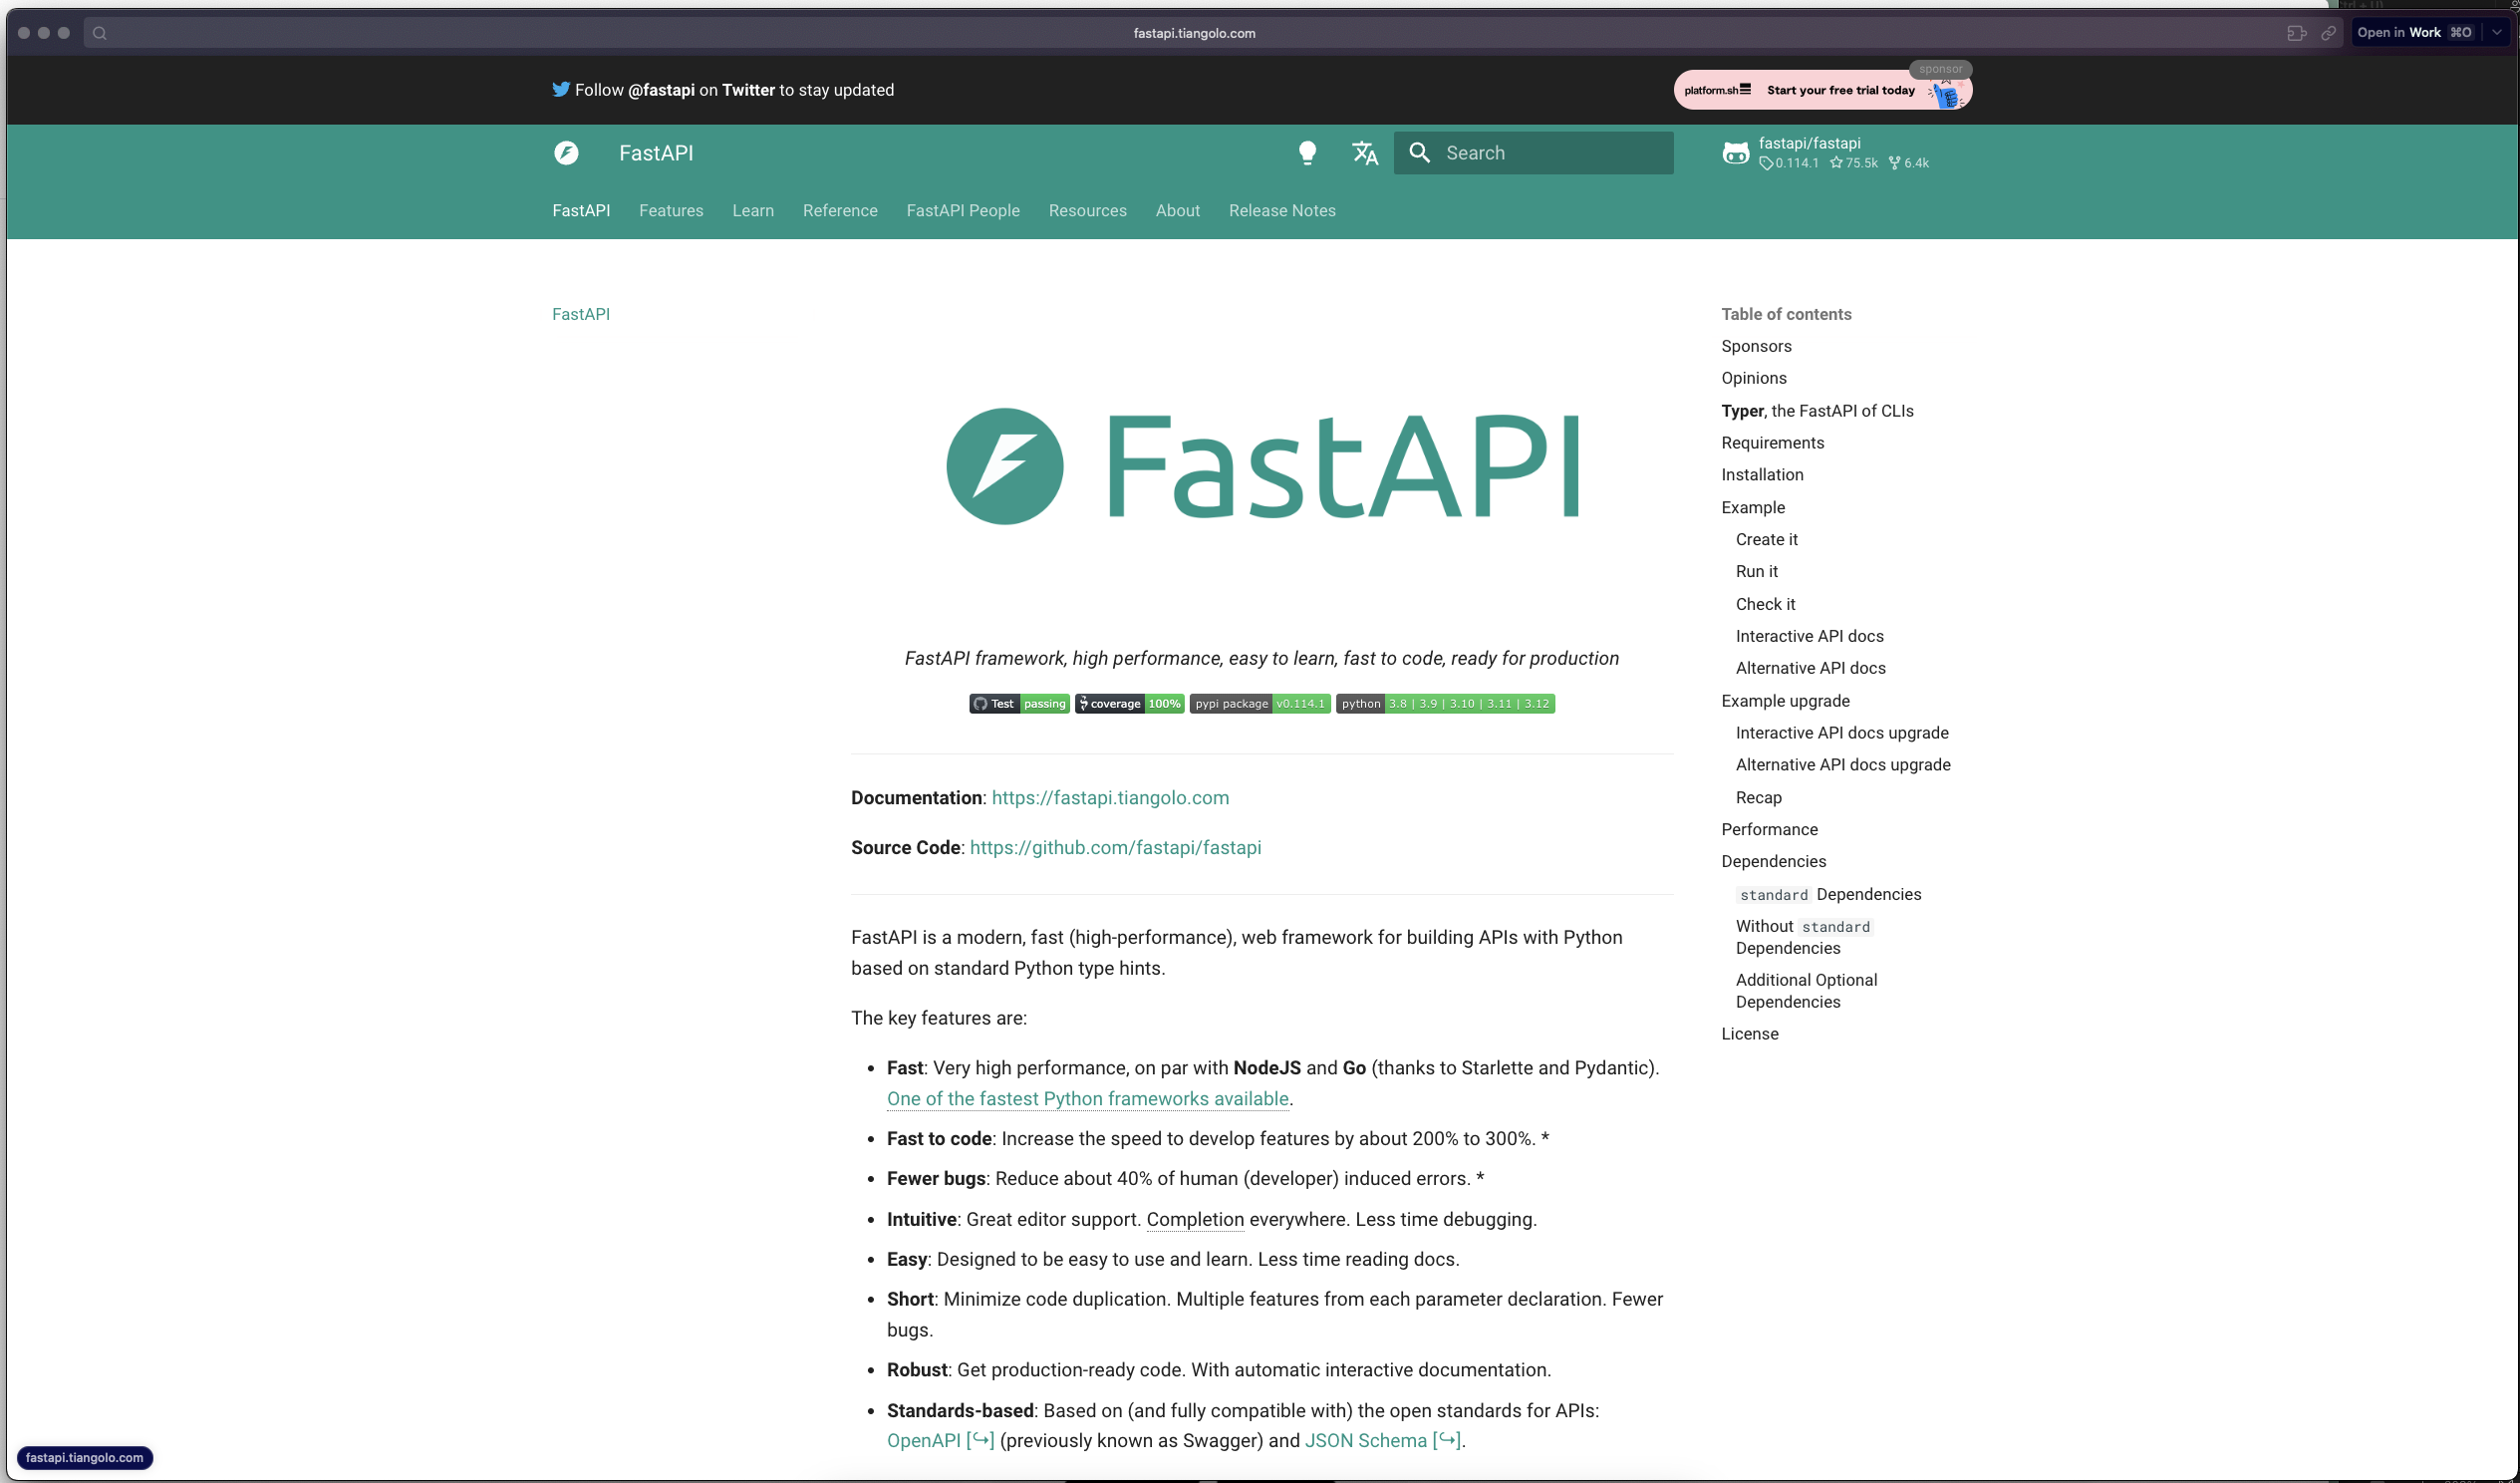 fastapi.tiangolo.com
Open in Work ⌘O
Follow @fastapi on Twitter to stay updated
sponsor
platform.sh Start your free trial today
FastAPI
Search
fastapi/fastapi
0.114.1 75.5k 6.4k
FastAPI Features Learn Reference FastAPI People Resources About Release Notes
FastAPI
FastAPI
FastAPI framework, high performance, easy to learn, fast to code, ready for production
Test passing coverage 100% pypi package v0.114.1 python 3.8 | 3.9 | 3.10 | 3.11 | 3.12
Documentation: https://fastapi.tiangolo.com
Source Code: https://github.com/fastapi/fastapi
FastAPI is a modern, fast (high-performance), web framework for building APIs with Python
based on standard Python type hints.
The key features are:
• Fast: Very high performance, on par with NodeJS and Go (thanks to Starlette and Pydantic).
One of the fastest Python frameworks available.
• Fast to code: Increase the speed to develop features by about 200% to 300%. *
• Fewer bugs: Reduce about 40% of human (developer) induced errors. *
• Intuitive: Great editor support. Completion everywhere. Less time debugging.
• Easy: Designed to be easy to use and learn. Less time reading docs.
• Short: Minimize code duplication. Multiple features from each parameter declaration. Fewer
bugs.
• Robust: Get production-ready code. With automatic interactive documentation.
• Standards-based: Based on (and fully compatible with) the open standards for APIs:
OpenAPI [↪] (previously known as Swagger) and JSON Schema [↪].
Table of contents
Sponsors
Opinions
Typer, the FastAPI of CLIs
Requirements
Installation
Example
Create it
Run it
Check it
Interactive API docs
Alternative API docs
Example upgrade
Interactive API docs upgrade
Alternative API docs upgrade
Recap
Performance
Dependencies
standard Dependencies
Without standard
Dependencies
Additional Optional
Dependencies
License
fastapi.tiangolo.com